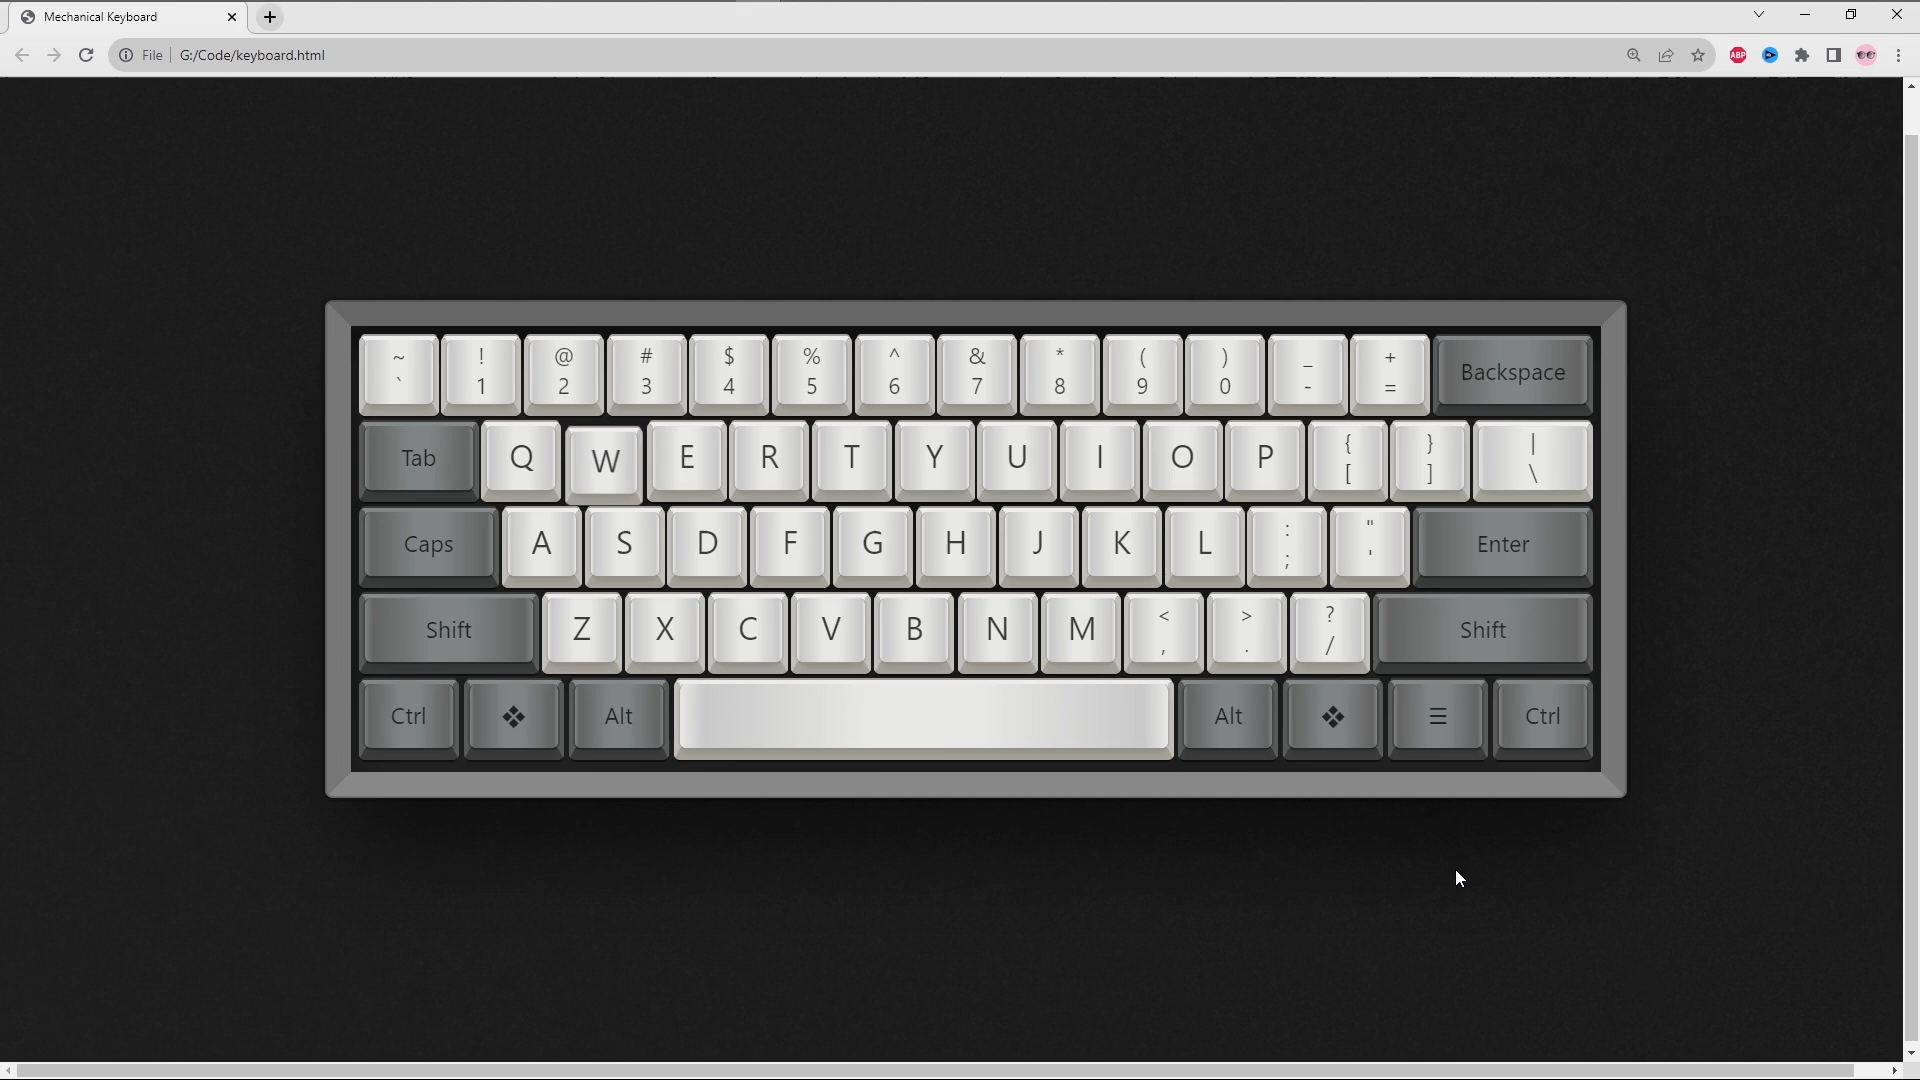 Mechanical Keyboard
File G:/Code/keyboard.html
ABP
~ ! @ # $ % ^ & * ( ) _ +
` 1 2 3 4 5 6 7 8 9 0 - = Backspace
{ } |
Tab Q W E R T Y U I O P [ ] \
: "
Caps A S D F G H J K L ; ' Enter
< > ?
Shift Z X C V B N M , . / Shift
Ctrl ❖ Alt Alt ❖ ☰ Ctrl